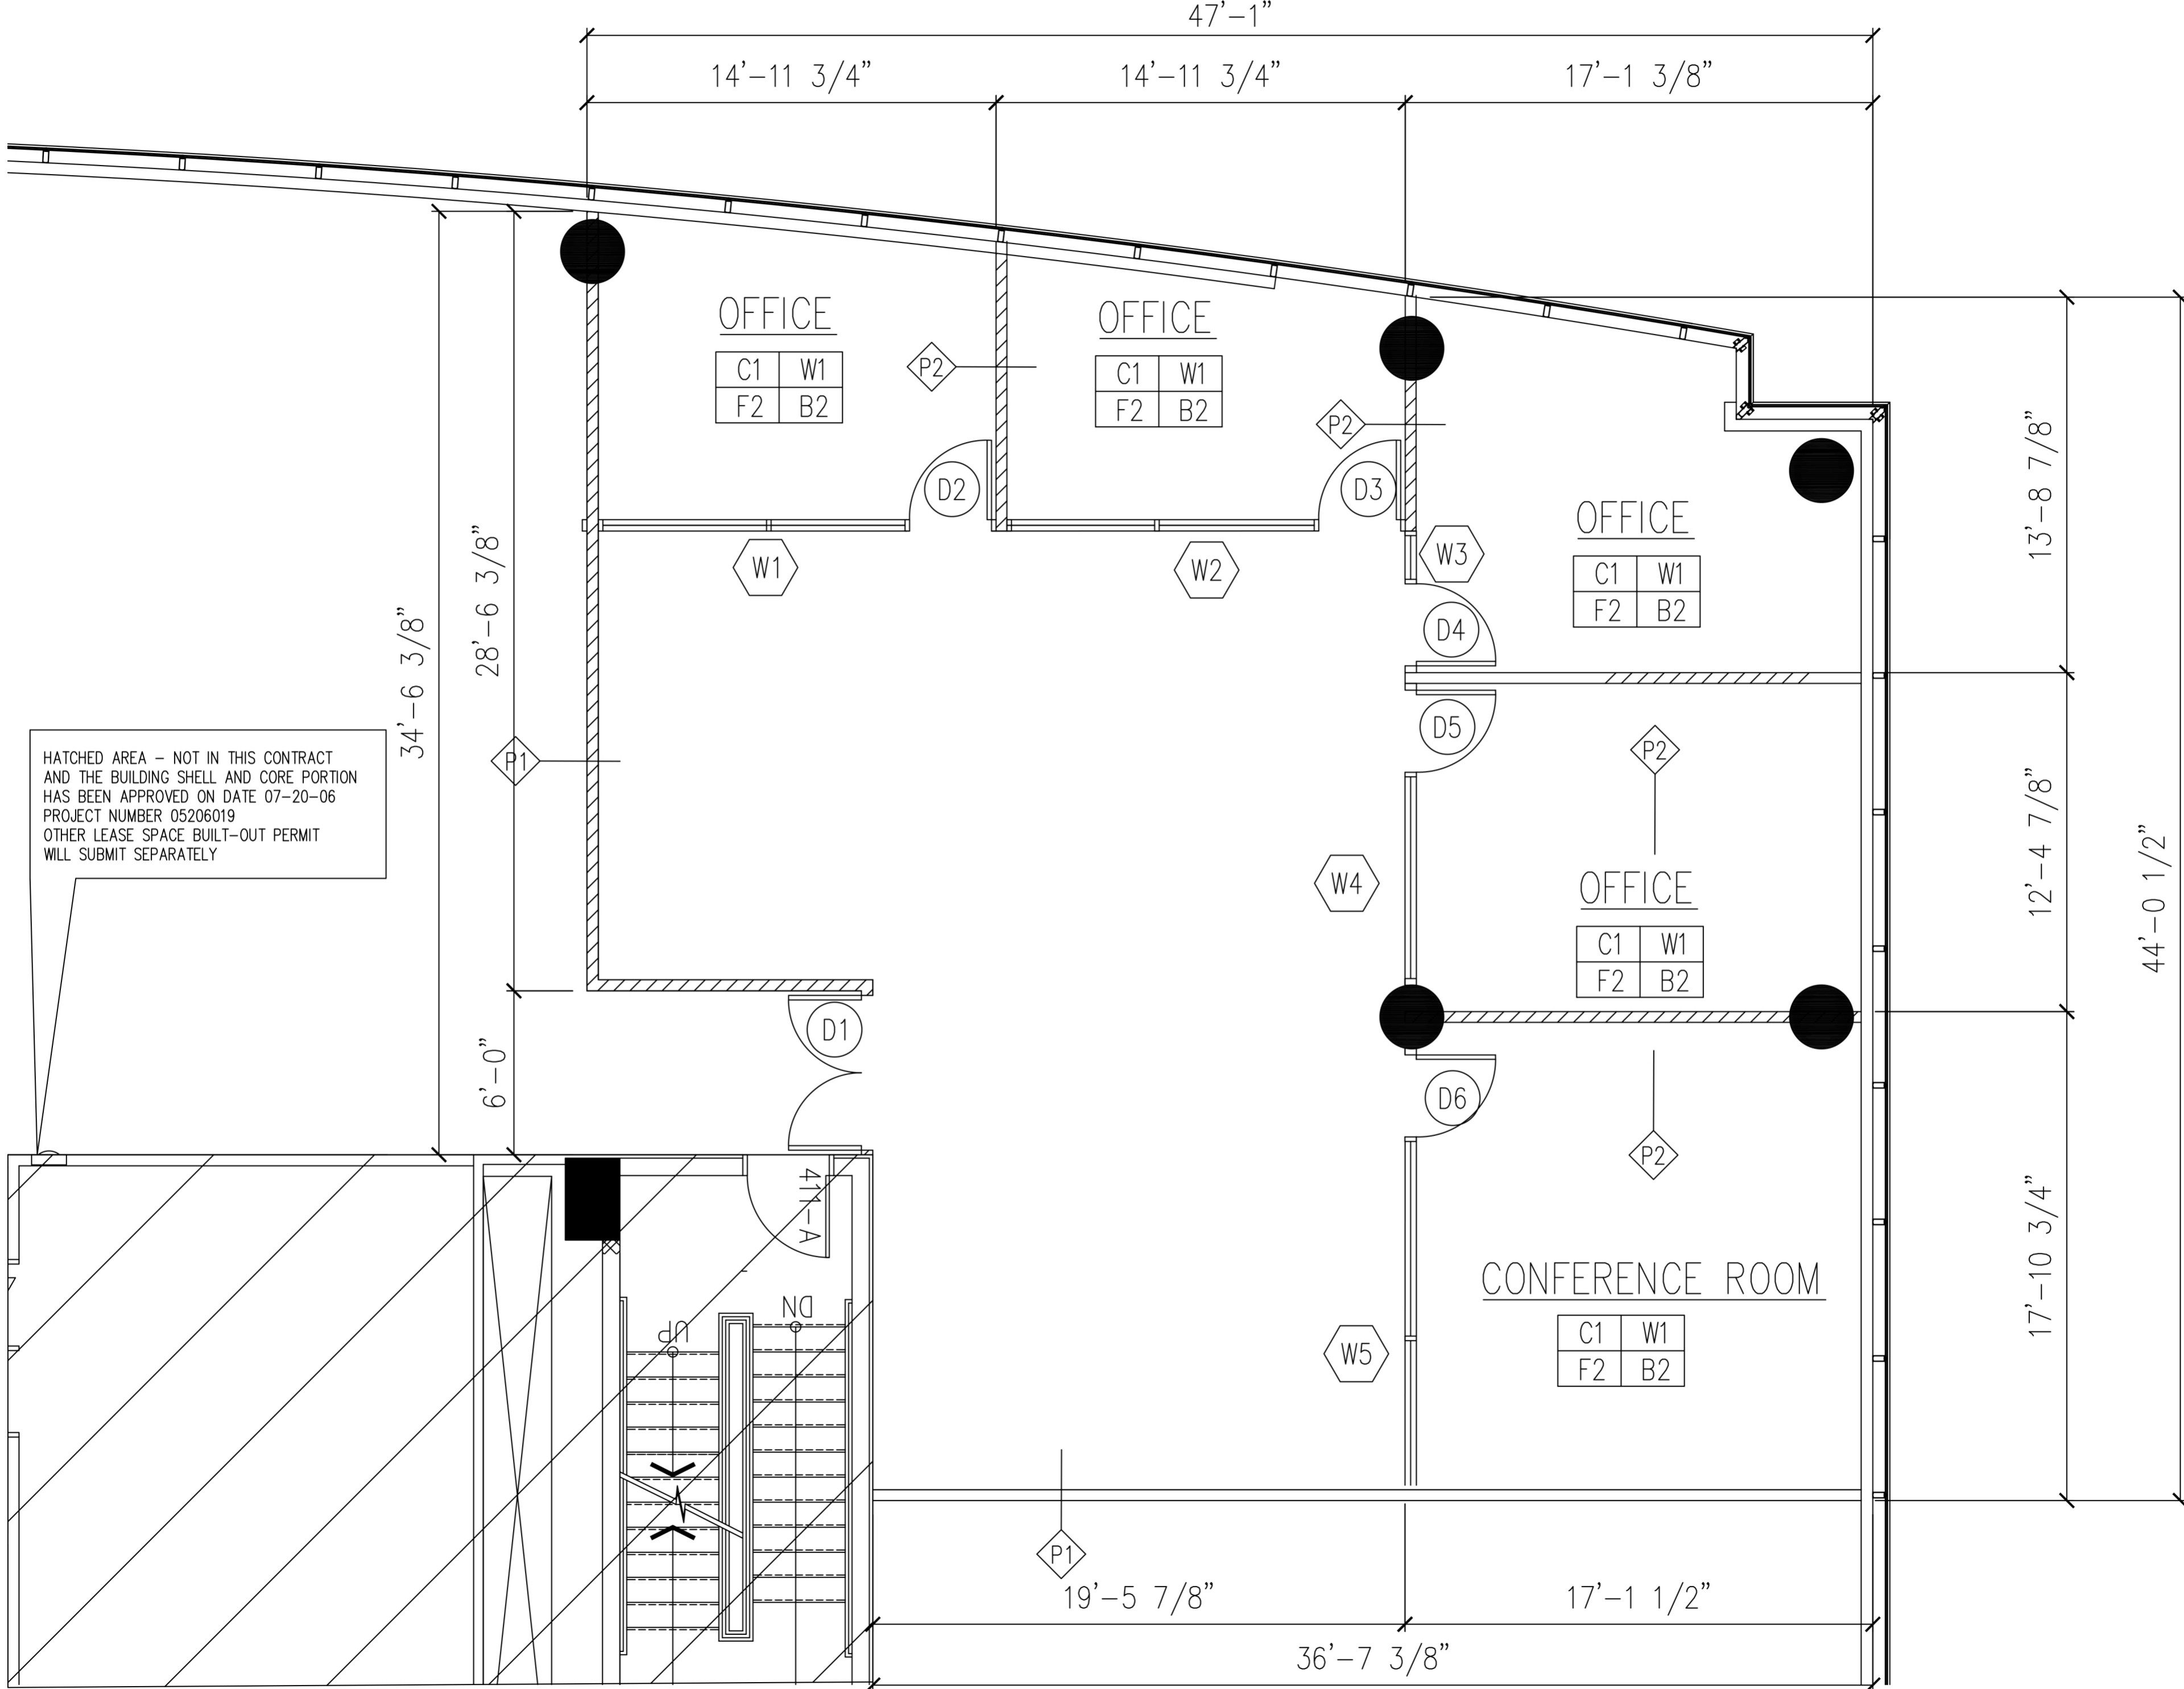 47'-1"
14'-11 3/4"
14'-11 3/4"
17'-1 3/8"
OFFICE
C1 W1
F2 B2
P2
OFFICE
C1 W1
F2 B2
P2
D2
D3
W1
W2
W3
OFFICE
C1 W1
F2 B2
13'-8 7/8"
D4
D5
28'-6 3/8"
34'-6 3/8"
P1
HATCHED AREA – NOT IN THIS CONTRACT
AND THE BUILDING SHELL AND CORE PORTION
HAS BEEN APPROVED ON DATE 07-20-06
PROJECT NUMBER 05206019
OTHER LEASE SPACE BUILT-OUT PERMIT
WILL SUBMIT SEPARATELY
P2
W4
OFFICE
C1 W1
F2 B2
12'-4 7/8"
44'-0 1/2"
D1
6'-0"
D6
P2
411-A
DN
UP
CONFERENCE ROOM
C1 W1
F2 B2
W5
17'-10 3/4"
P1
19'-5 7/8"
17'-1 1/2"
36'-7 3/8"